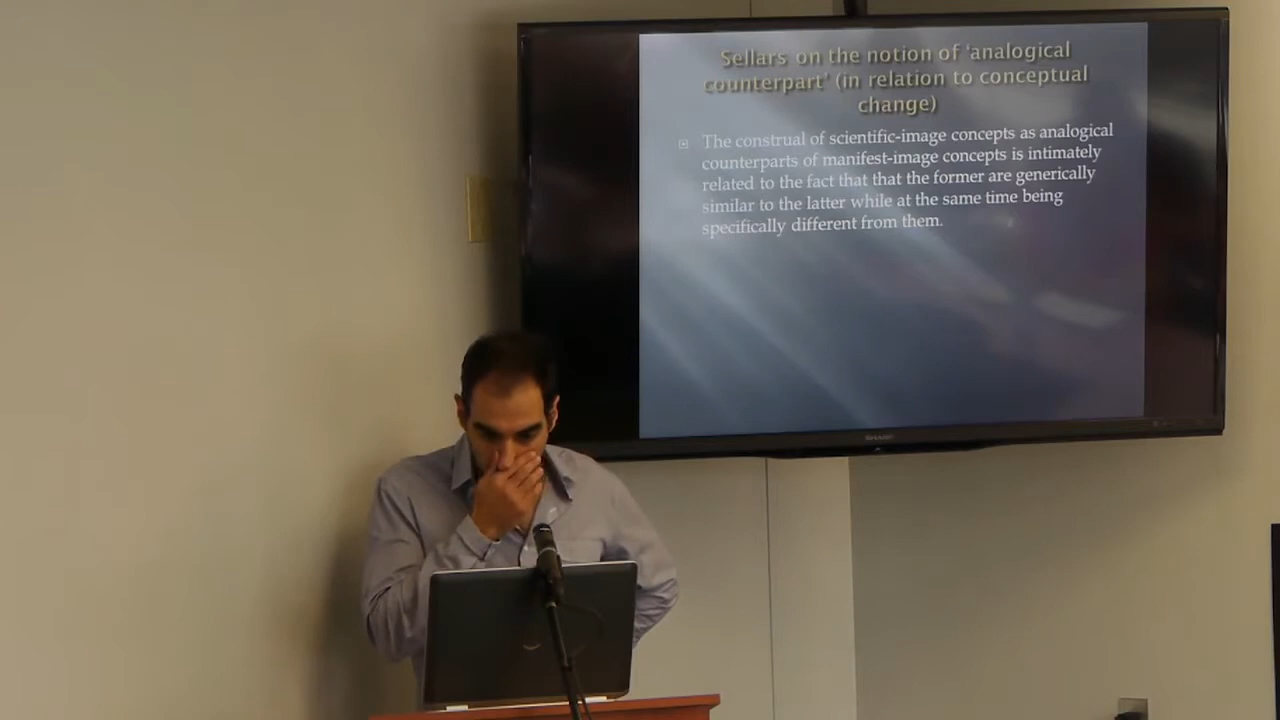 Sellars on the notion of 'analogical
counterpart' (in relation to conceptual
change)
The construal of scientific-image concepts as analogical
counterparts of manifest-image concepts is intimately
related to the fact that that the former are generically
similar to the latter while at the same time being
specifically different from them.
SHARP